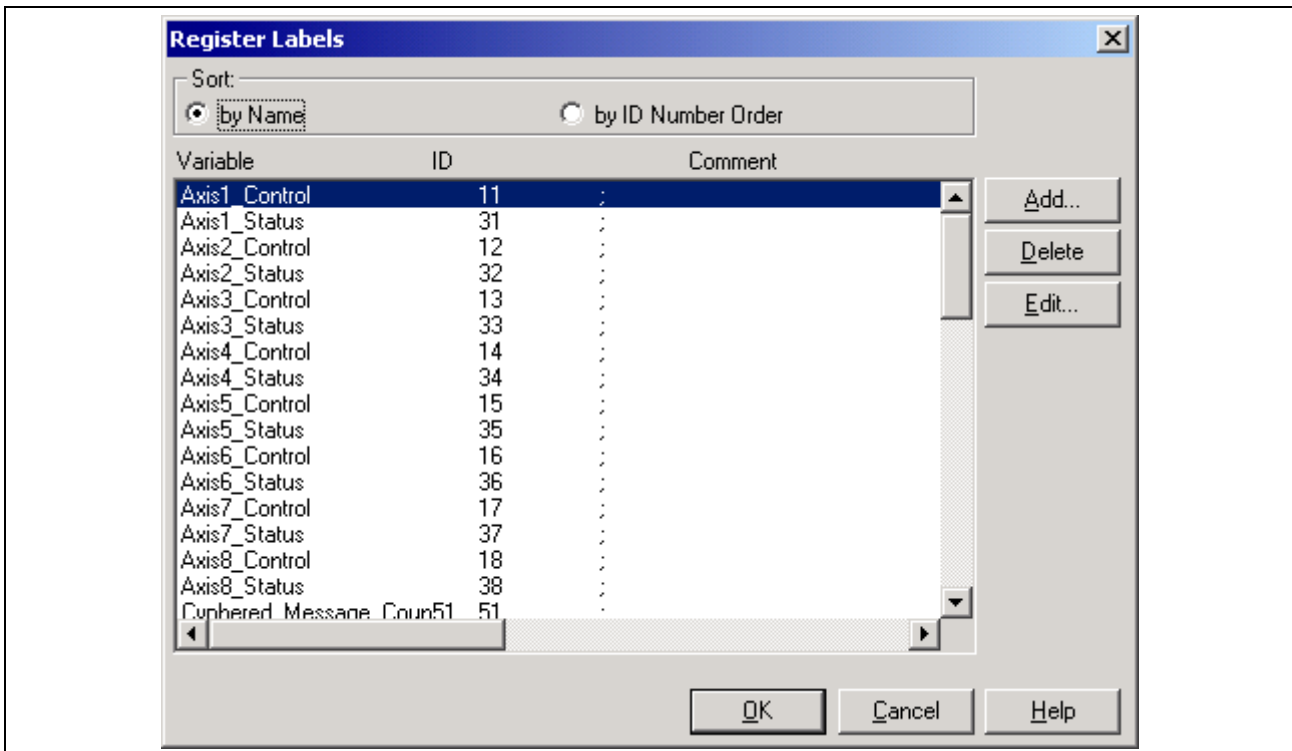 Register Labels
Sort:
by Name by ID Number Order
Variable ID Comment
Axis1_Control 11 ;
Axis1_Status 31 ;
Axis2_Control 12 ;
Axis2_Status 32 ;
Axis3_Control 13 ;
Axis3_Status 33 ;
Axis4_Control 14 ;
Axis4_Status 34 ;
Axis5_Control 15 ;
Axis5_Status 35 ;
Axis6_Control 16 ;
Axis6_Status 36 ;
Axis7_Control 17 ;
Axis7_Status 37 ;
Axis8_Control 18 ;
Axis8_Status 38 ;
Cyphered_Message_Coun51 51 ;
Add...
Delete
Edit...
OK Cancel Help